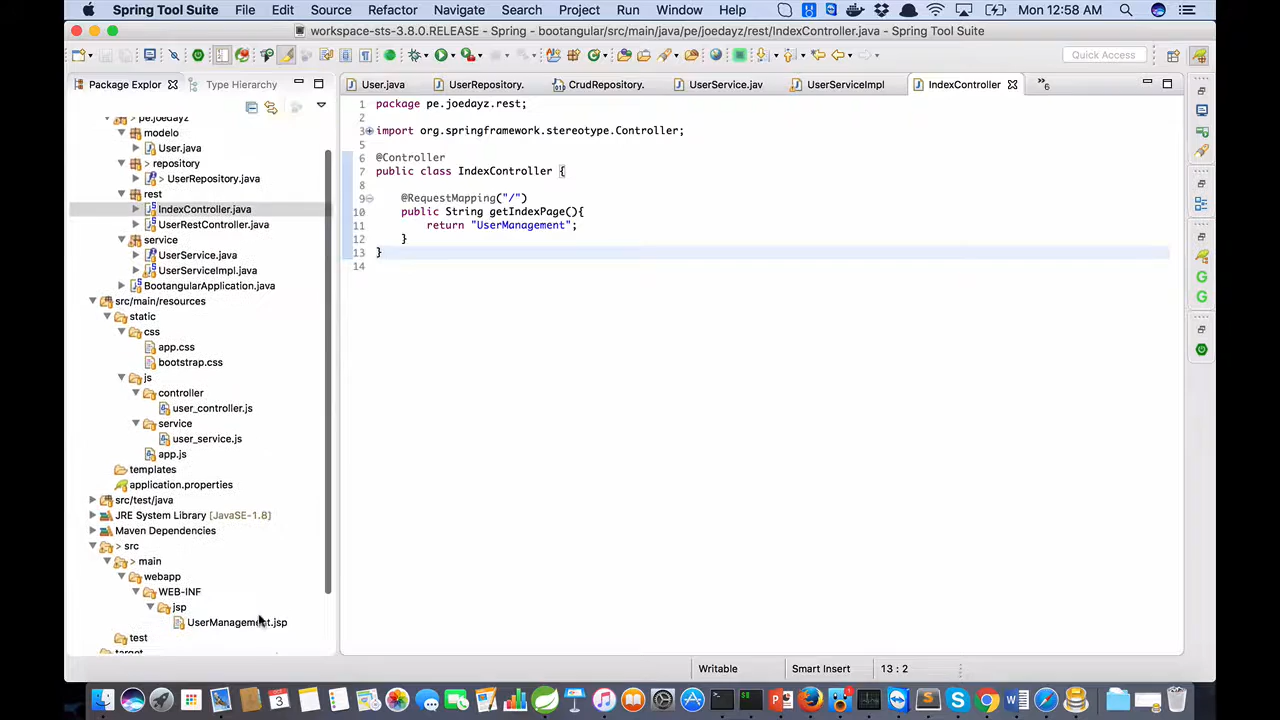 Spring Tool Suite File Edit Source Refactor Navigate Search Project Run Window Help Mon 12:58 AM
workspace-sts-3.8.0.RELEASE - Spring - bootangular/src/main/java/pe/joedayz/rest/IndexController.java - Spring Tool Suite
Quick Access
Package Explor Type Hierarchy
User.java UserRepository. CrudRepository. UserService.jav UserServiceImpl IndexController 6
pe.joedayz
modelo
User.java
> repository
> UserRepository.java
rest
IndexController.java
UserRestController.java
service
UserService.java
UserServiceImpl.java
BootangularApplication.java
src/main/resources
static
css
app.css
bootstrap.css
js
controller
user_controller.js
service
user_service.js
app.js
templates
application.properties
src/test/java
JRE System Library [JavaSE-1.8]
Maven Dependencies
> src
> main
webapp
WEB-INF
jsp
UserManagement.jsp
test
target
1 package pe.joedayz.rest;
2
3 import org.springframework.stereotype.Controller;
5
6 @Controller
7 public class IndexController {
8
9 @RequestMapping("/")
10 public String getIndexPage(){
11 return "UserManagement";
12 }
13 }
14
Writable Smart Insert 13 : 2
3